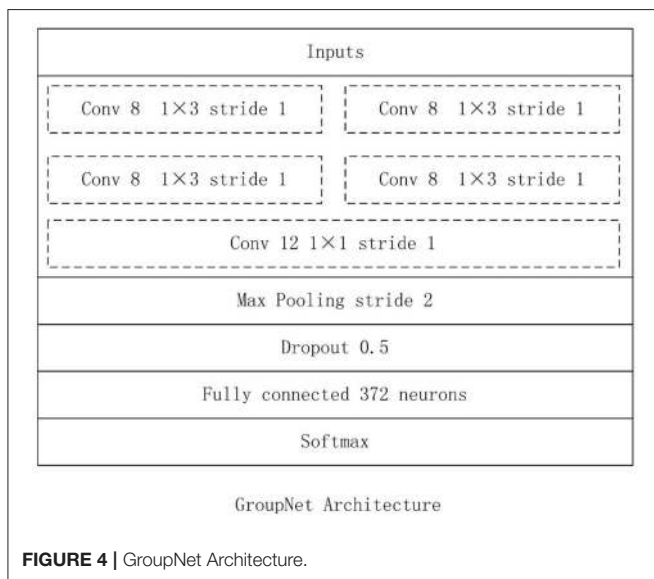 Inputs
Conv 8 1×3 stride 1 Conv 8 1×3 stride 1
Conv 8 1×3 stride 1 Conv 8 1×3 stride 1
Conv 12 1×1 stride 1
Max Pooling stride 2
Dropout 0.5
Fully connected 372 neurons
Softmax
GroupNet Architecture
FIGURE 4 | GroupNet Architecture.